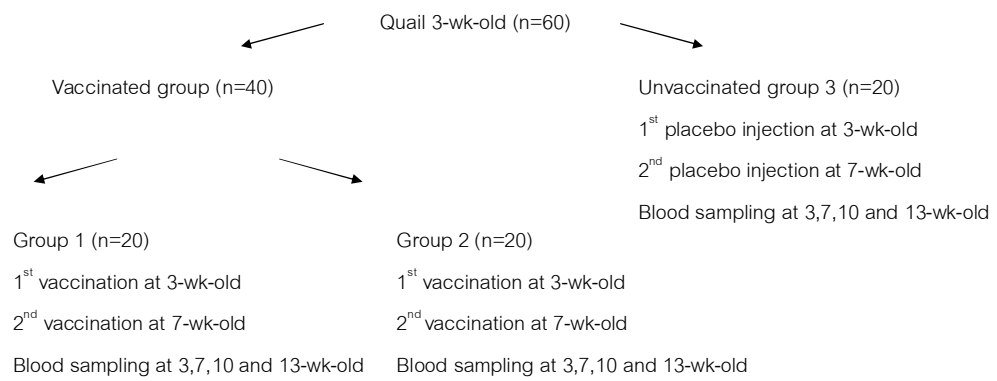 Quail 3-wk-old (n=60)
Vaccinated group (n=40)
Unvaccinated group 3 (n=20)
1st placebo injection at 3-wk-old
2nd placebo injection at 7-wk-old
Blood sampling at 3,7,10 and 13-wk-old
Group 1 (n=20)
1st vaccination at 3-wk-old
2nd vaccination at 7-wk-old
Blood sampling at 3,7,10 and 13-wk-old
Group 2 (n=20)
1st vaccination at 3-wk-old
2nd vaccination at 7-wk-old
Blood sampling at 3,7,10 and 13-wk-old